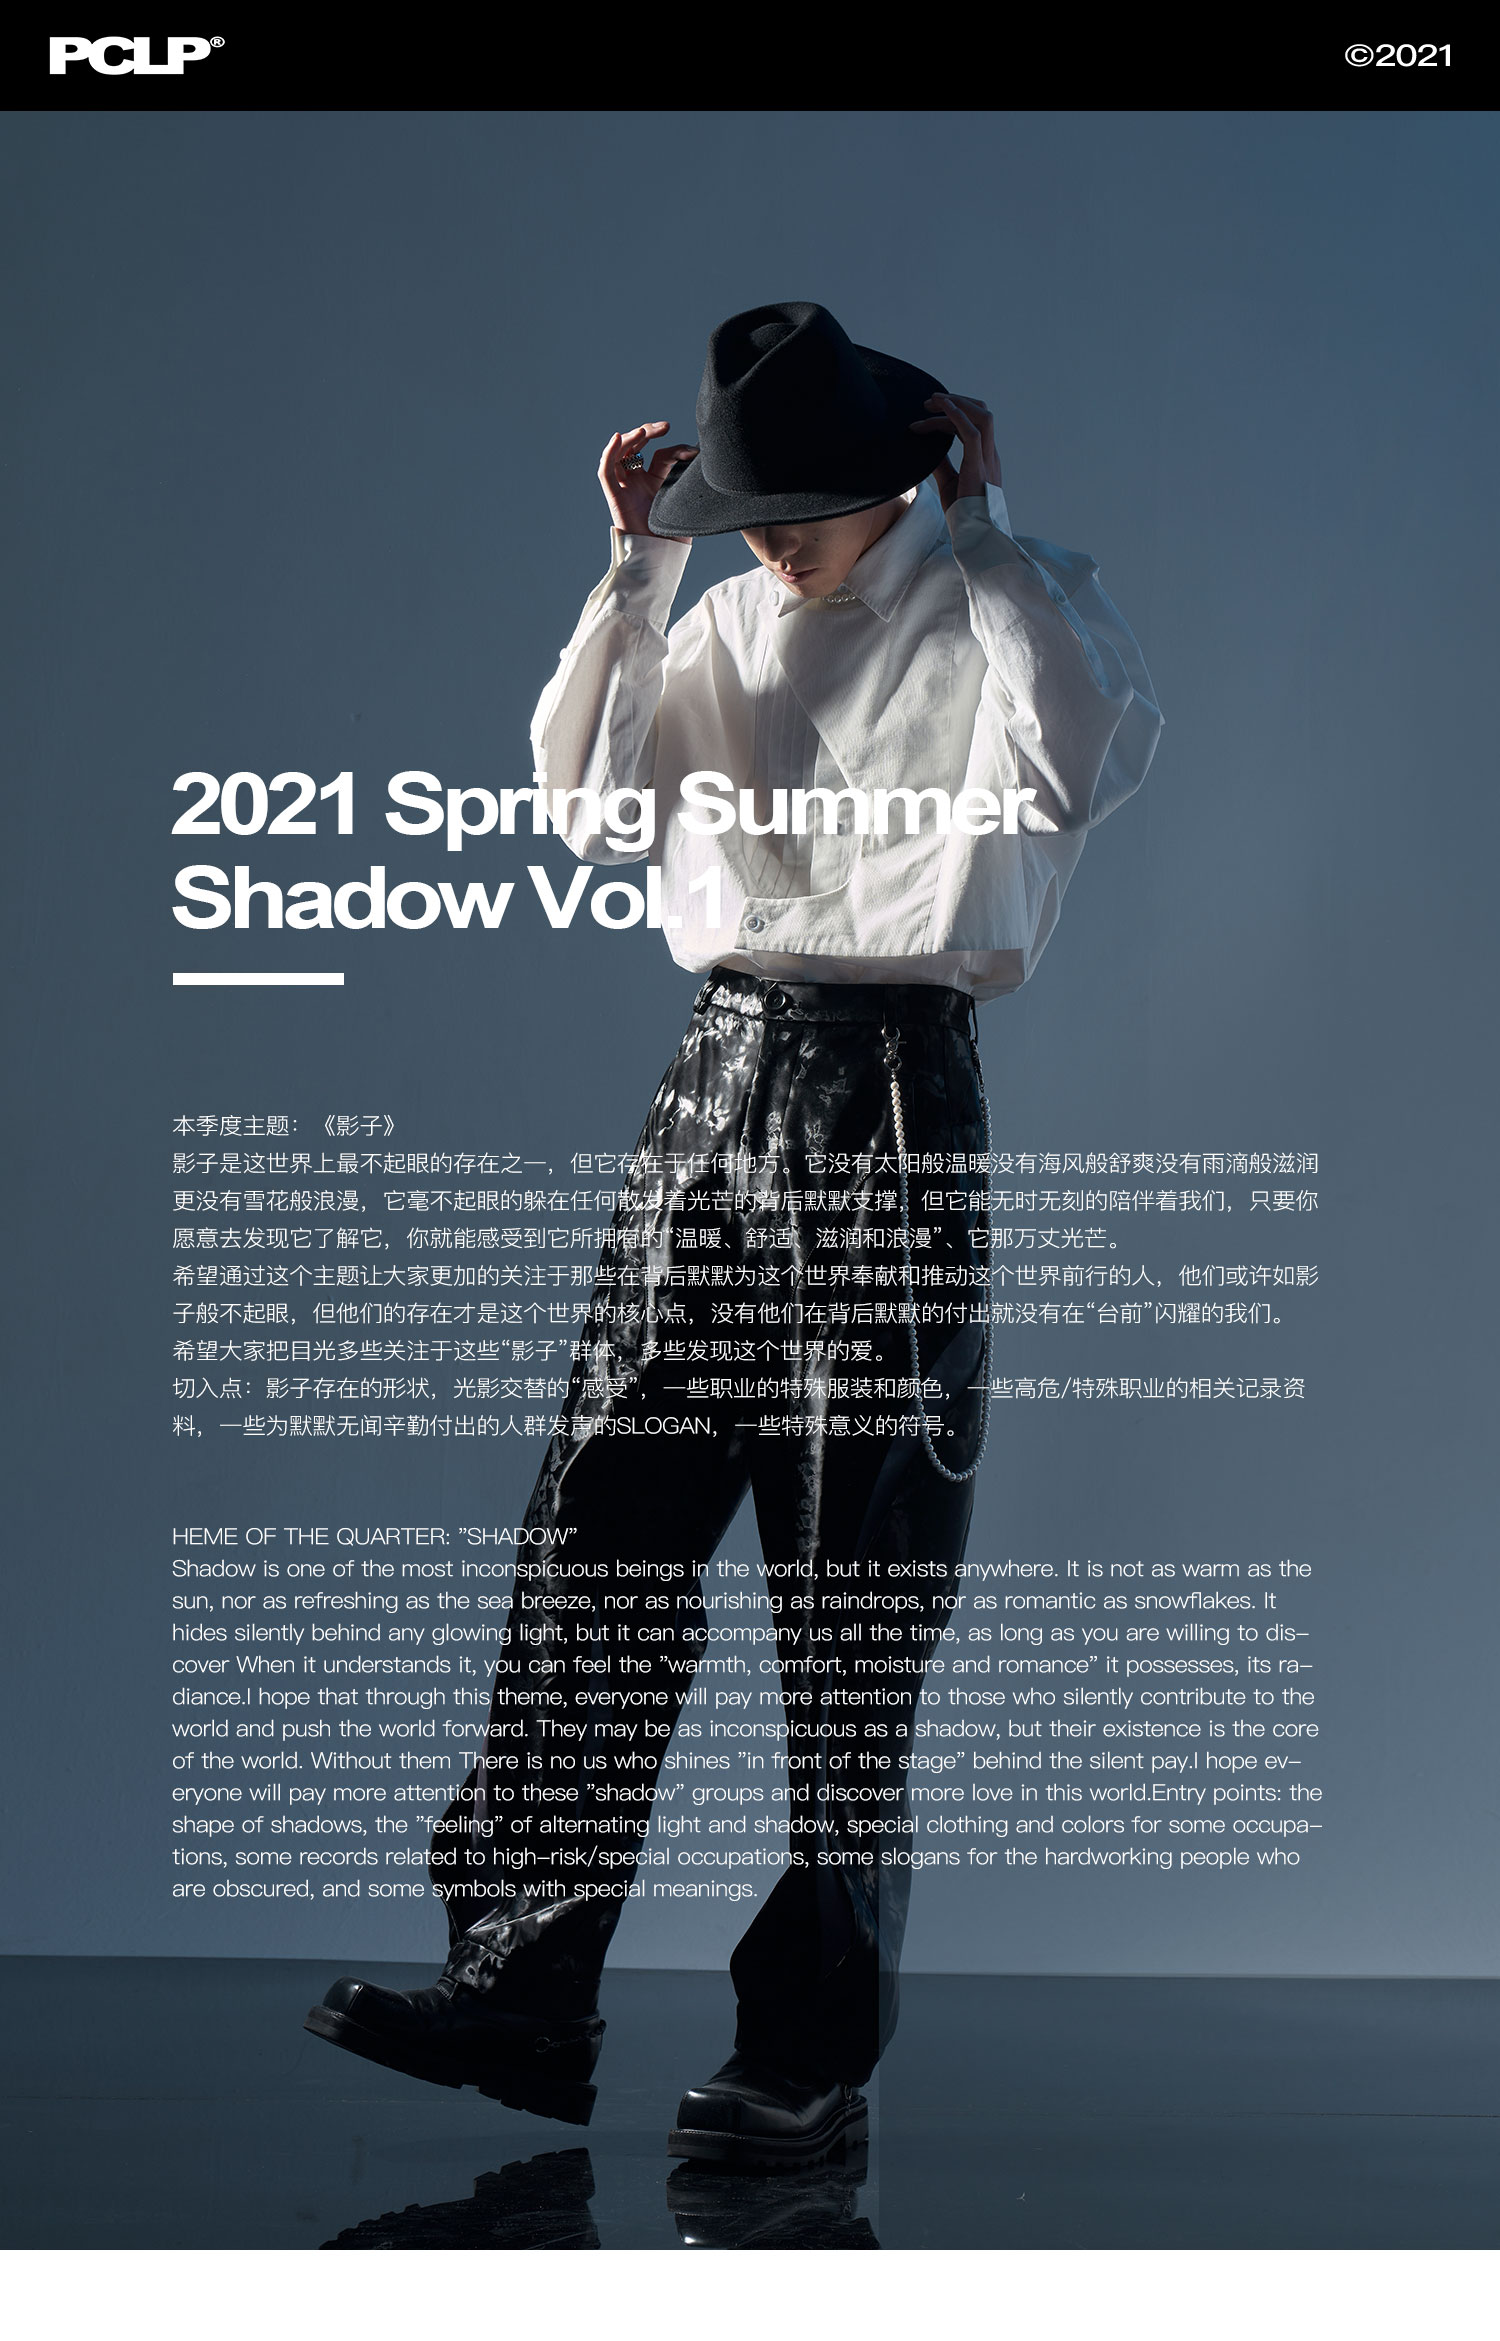 PCLP®
©2021
2021 Spring Summer
Shadow Vol.1
本季度主题：《影子》
影子是这世界上最不起眼的存在之一，但它存在于任何地方。它没有太阳般温暖没有海风般舒爽没有雨滴般滋润
更没有雪花般浪漫，它毫不起眼的躲在任何散发着光芒的背后默默支撑，但它能无时无刻的陪伴着我们，只要你
愿意去发现它了解它，你就能感受到它所拥有的“温暖、舒适、滋润和浪漫”、它那万丈光芒。
希望通过这个主题让大家更加的关注于那些在背后默默为这个世界奉献和推动这个世界前行的人，他们或许如影
子般不起眼，但他们的存在才是这个世界的核心点，没有他们在背后默默的付出就没有在“台前”闪耀的我们。
希望大家把目光多些关注于这些“影子”群体，多些发现这个世界的爱。
切入点：影子存在的形状，光影交替的“感受”，一些职业的特殊服装和颜色，一些高危/特殊职业的相关记录资
料，一些为默默无闻辛勤付出的人群发声的SLOGAN，一些特殊意义的符号。
HEME OF THE QUARTER: ”SHADOW”
Shadow is one of the most inconspicuous beings in the world, but it exists anywhere. It is not as warm as the
sun, nor as refreshing as the sea breeze, nor as nourishing as raindrops, nor as romantic as snowflakes. It
hides silently behind any glowing light, but it can accompany us all the time, as long as you are willing to dis–
cover When it understands it, you can feel the ”warmth, comfort, moisture and romance” it possesses, its ra–
diance.I hope that through this theme, everyone will pay more attention to those who silently contribute to the
world and push the world forward. They may be as inconspicuous as a shadow, but their existence is the core
of the world. Without them There is no us who shines ”in front of the stage” behind the silent pay.I hope ev–
eryone will pay more attention to these ”shadow” groups and discover more love in this world.Entry points: the
shape of shadows, the ”feeling” of alternating light and shadow, special clothing and colors for some occupa–
tions, some records related to high–risk/special occupations, some slogans for the hardworking people who
are obscured, and some symbols with special meanings.